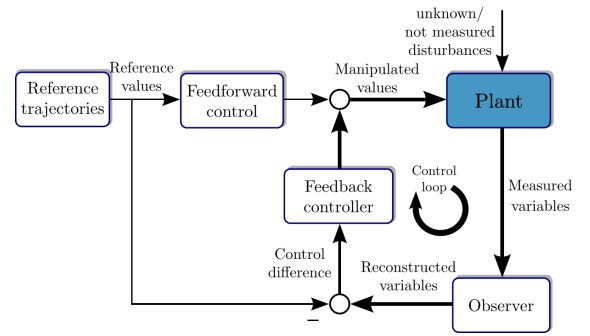 unknown/
not measured
disturbances
Reference
trajectories
Reference
values
Feedforward
control
Manipulated
values
Plant
Feedback
controller
Control
loop
Measured
variables
Control
difference
Reconstructed
variables
Observer
−